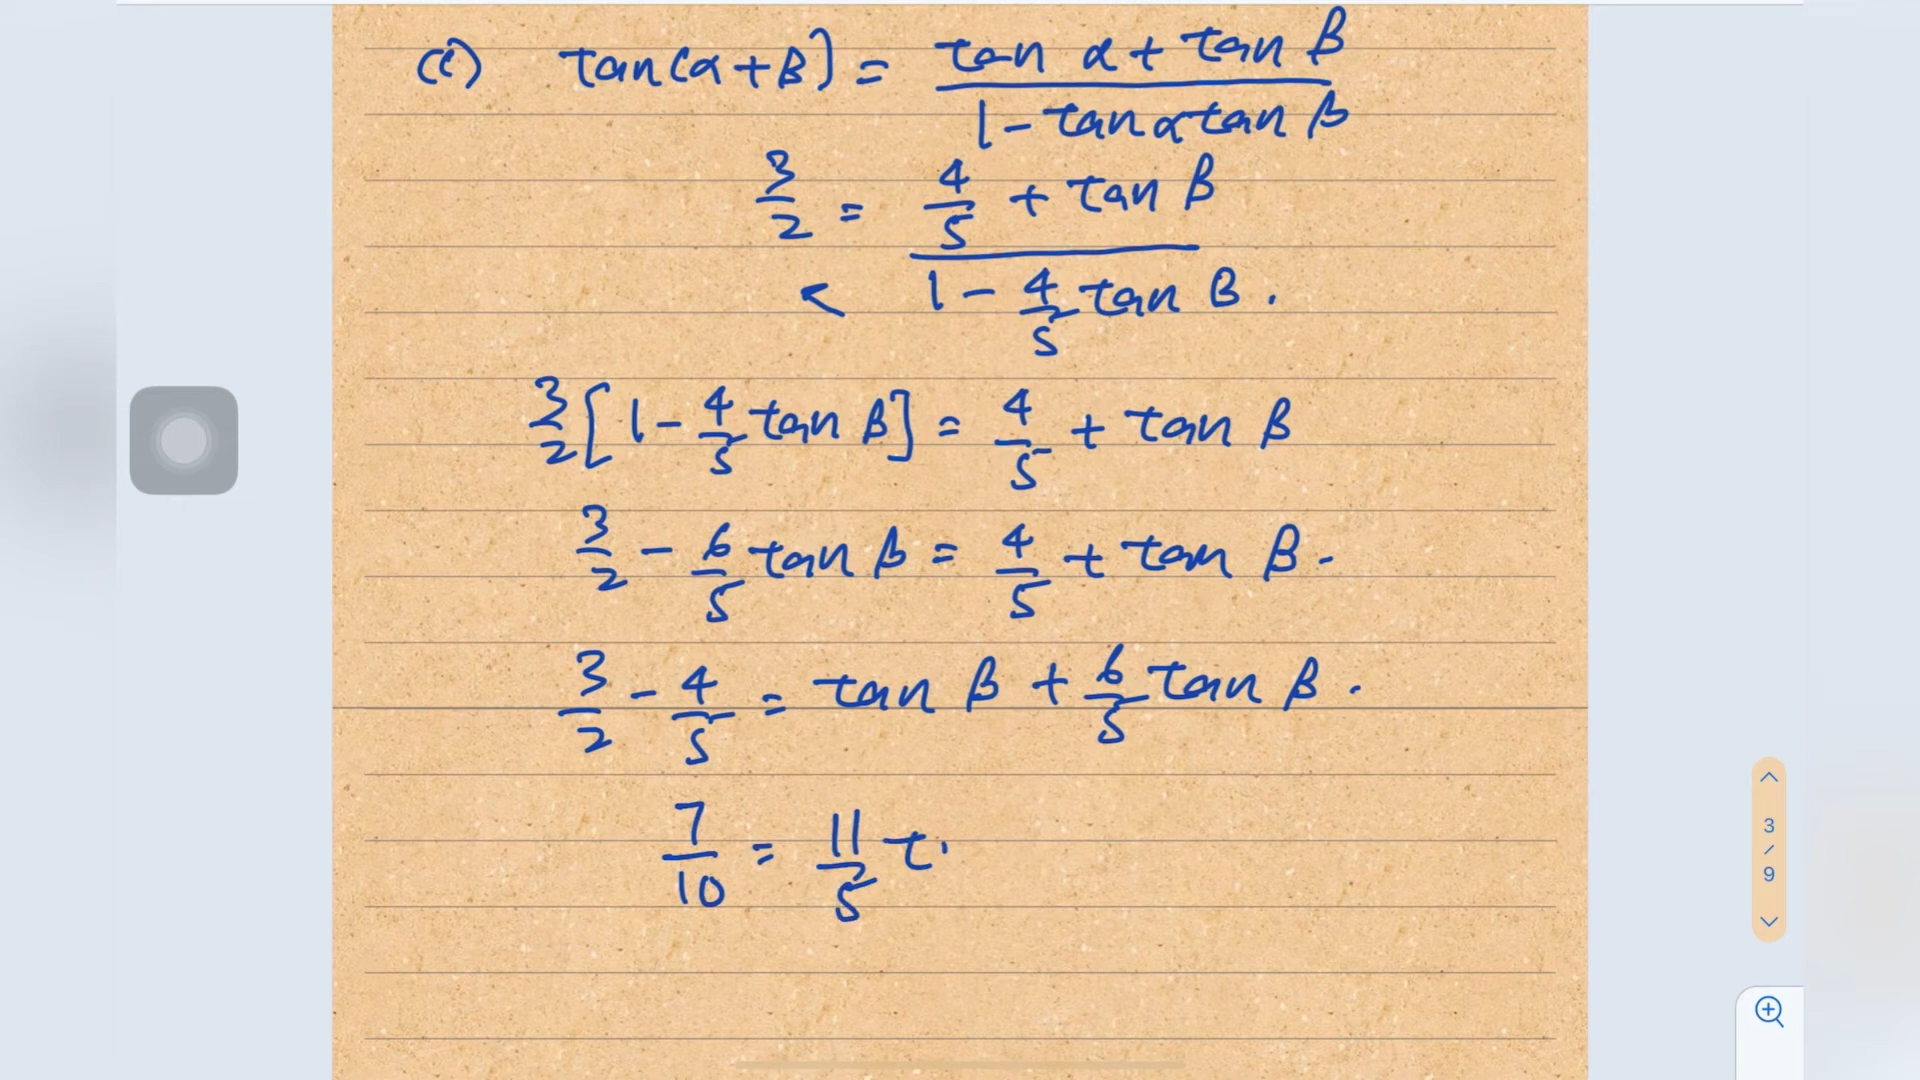 (i) tan(α+β) = (tan α + tan β)/(1 - tan α tan β)
3/2 = (4/5 + tan β)/(1 - 4/5 tan β).
3/2 [1 - 4/5 tan β] = 4/5 + tan β
3/2 - 6/5 tan β = 4/5 + tan β.
3/2 - 4/5 = tan β + 6/5 tan β.
7/10 = 11/5 t
3
/
9